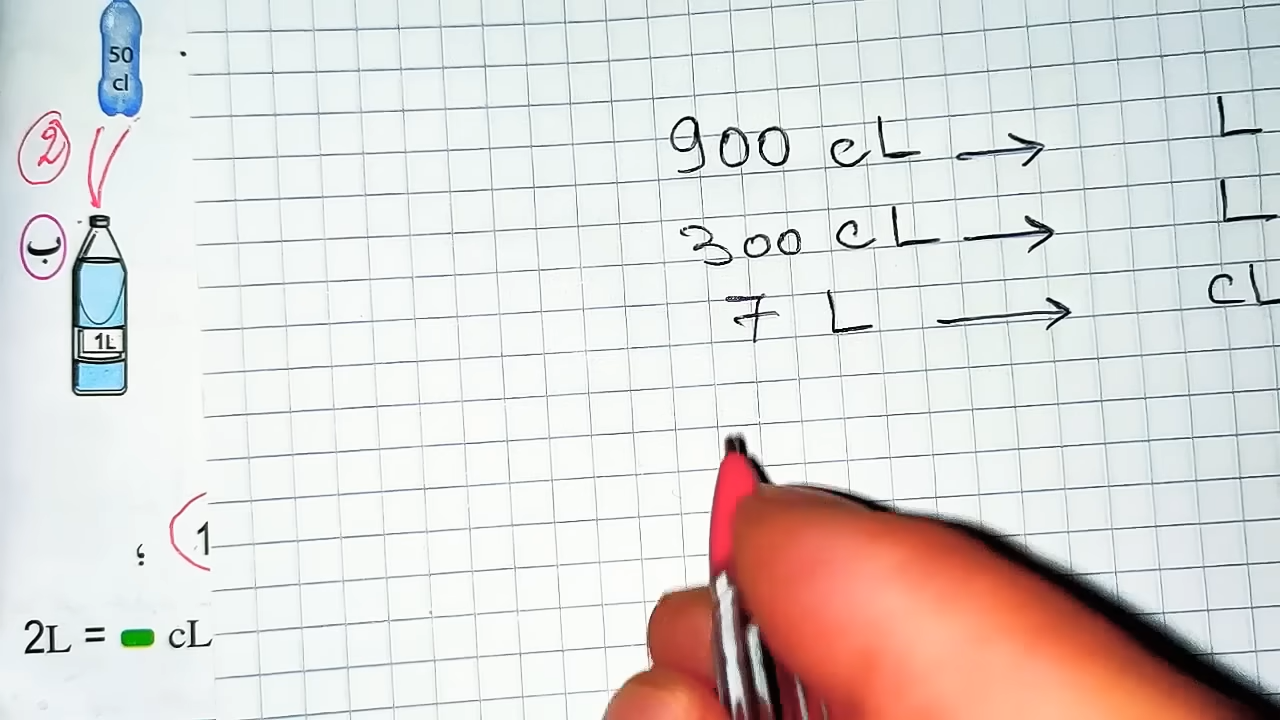 50
cl
2
ب
1L
1
؛
2L = cL
900 cL → L
300 cL → L
7 L → cL